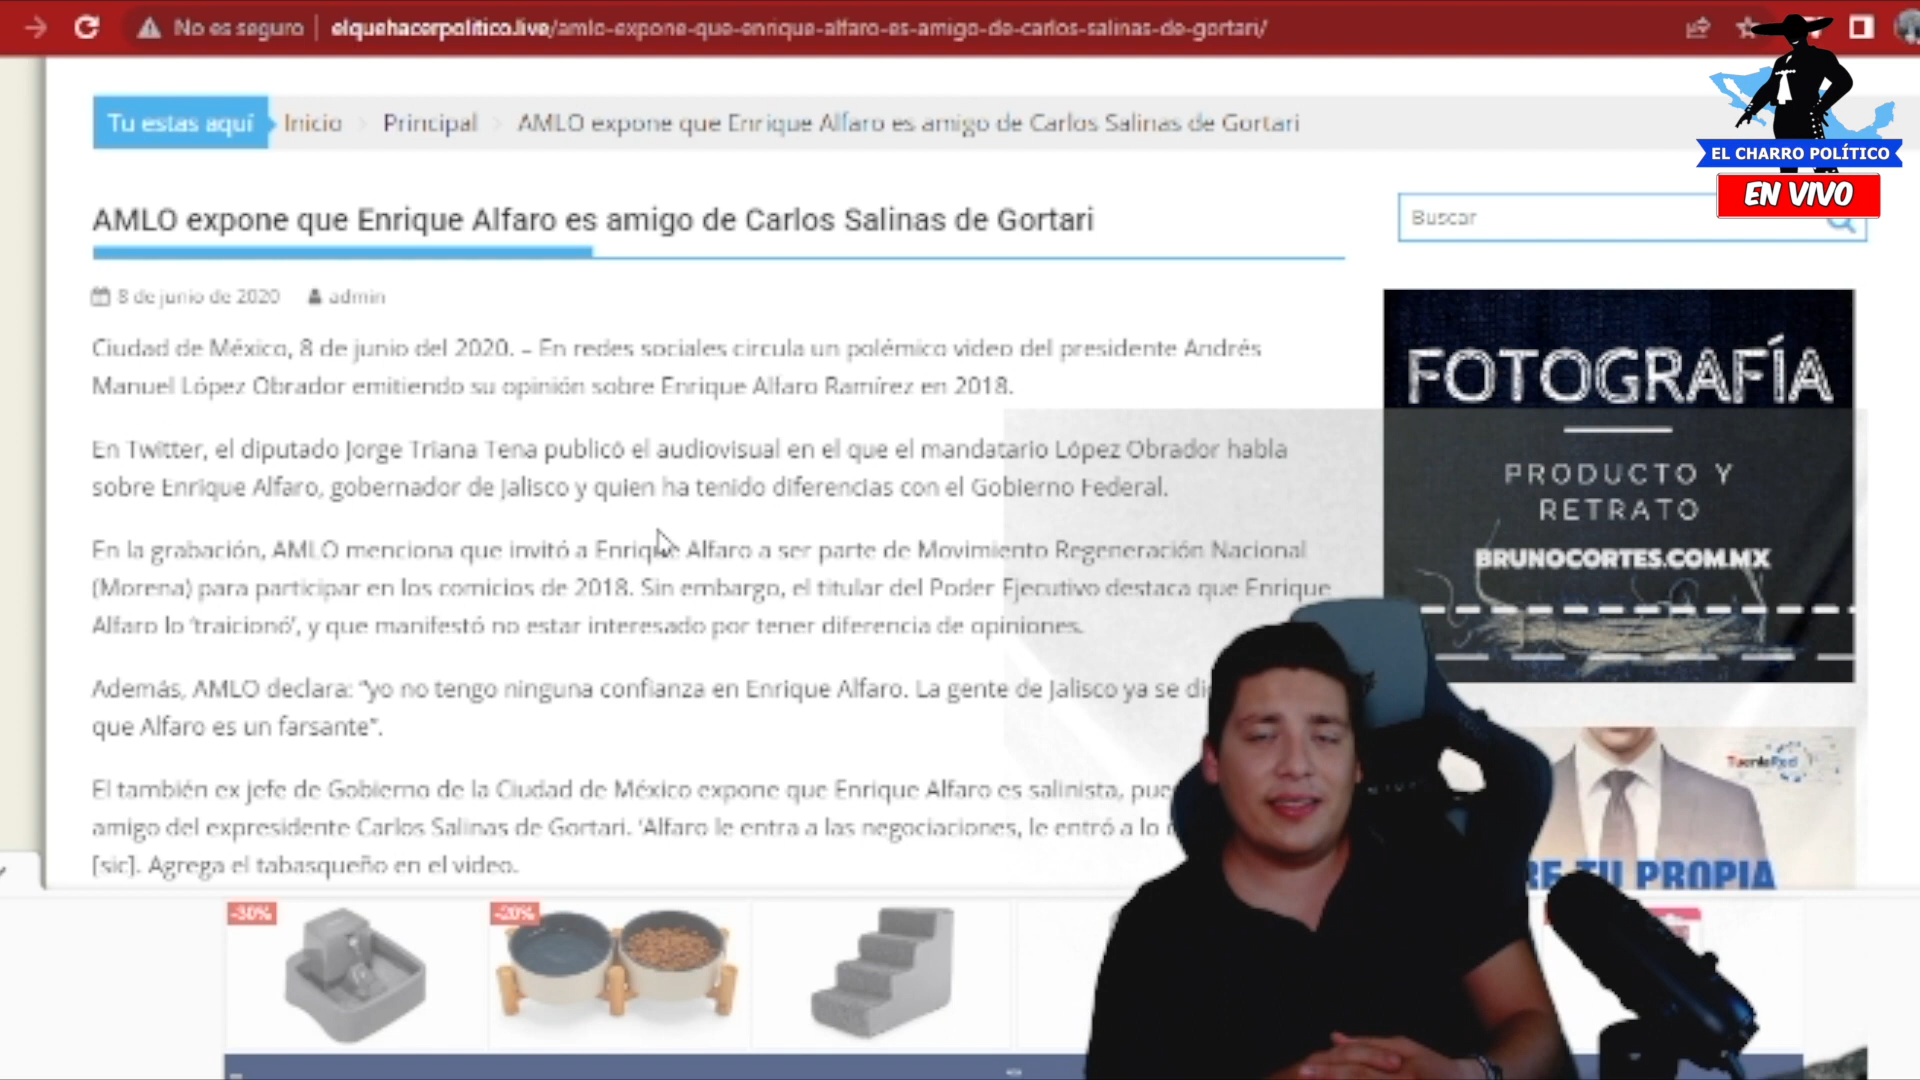 No es seguro | elquehacerpolitico.live/amlo-expone-que-enrique-alfaro-es-amigo-de-carlos-salinas-de-gortari/
Tu estas aquí Inicio Principal AMLO expone que Enrique Alfaro es amigo de Carlos Salinas de Gortari
EL CHARRO POLÍTICO
EN VIVO
AMLO expone que Enrique Alfaro es amigo de Carlos Salinas de Gortari
Buscar
8 de junio de 2020 admin
Ciudad de México, 8 de junio del 2020. – En redes sociales circula un polémico video del presidente Andrés
Manuel López Obrador emitiendo su opinión sobre Enrique Alfaro Ramírez en 2018.
En Twitter, el diputado Jorge Triana Tena publicó el audiovisual en el que el mandatario López Obrador habla
sobre Enrique Alfaro, gobernador de Jalisco y quien ha tenido diferencias con el Gobierno Federal.
En la grabación, AMLO menciona que invitó a Enrique Alfaro a ser parte de Movimiento Regeneración Nacional
(Morena) para participar en los comicios de 2018. Sin embargo, el titular del Poder Ejecutivo destaca que Enrique
Alfaro lo ‘traicionó’, y que manifestó no estar interesado por tener diferencia de opiniones.
Además, AMLO declara: “yo no tengo ninguna confianza en Enrique Alfaro. La gente de Jalisco ya se di
que Alfaro es un farsante”.
El también ex jefe de Gobierno de la Ciudad de México expone que Enrique Alfaro es salinista, pue
amigo del expresidente Carlos Salinas de Gortari. ‘Alfaro le entra a las negociaciones, le entró a lo
[sic]. Agrega el tabasqueño en el video.
FOTOGRAFÍA
PRODUCTO Y
RETRATO
BRUNOCORTES.COM.MX
TU PROPIA
-30%
-20%